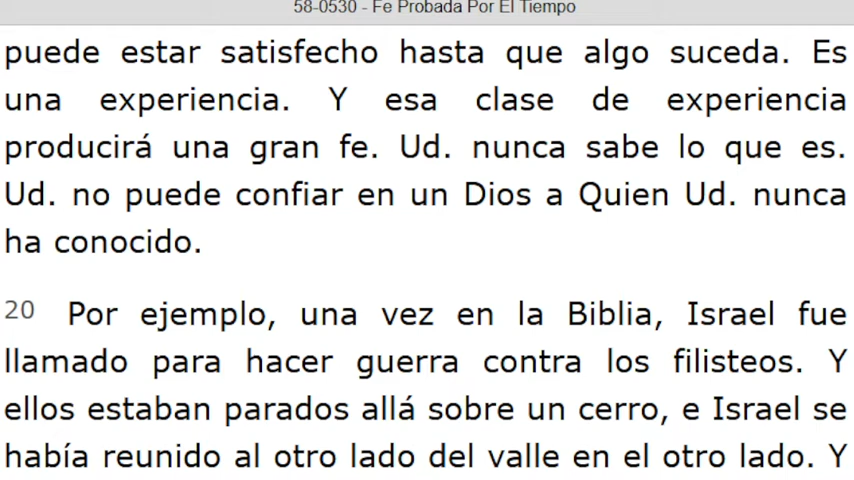 58-0530 - Fe Probada Por El Tiempo
puede estar satisfecho hasta que algo suceda. Es
una experiencia. Y esa clase de experiencia
producirá una gran fe. Ud. nunca sabe lo que es.
Ud. no puede confiar en un Dios a Quien Ud. nunca
ha conocido.
20 Por ejemplo, una vez en la Biblia, Israel fue
llamado para hacer guerra contra los filisteos. Y
ellos estaban parados allá sobre un cerro, e Israel se
había reunido al otro lado del valle en el otro lado. Y